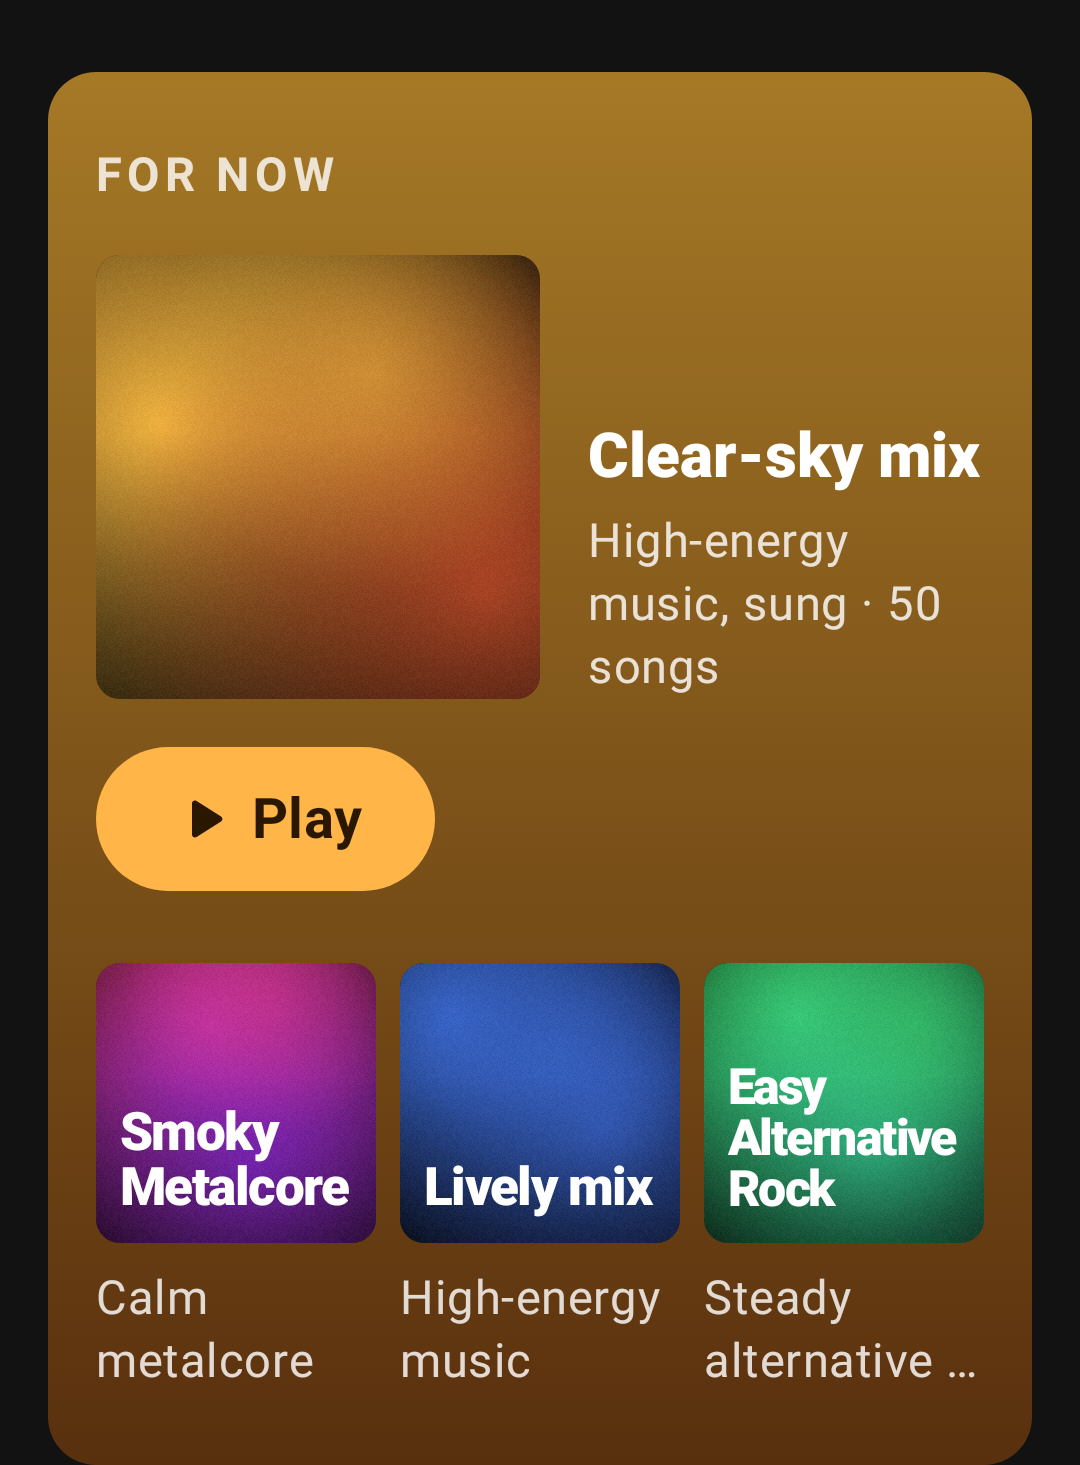 FOR NOW
Clear-sky mix
High-energy
music, sung · 50
songs
Play
Smoky
Metalcore
Lively mix
Easy
Alternative
Rock
Calm
metalcore
High-energy
music
Steady
alternative …